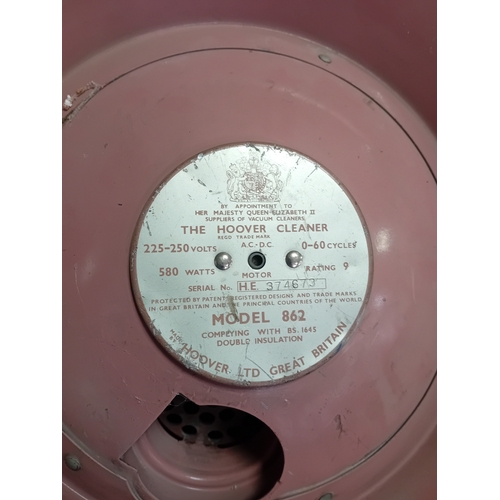 BY APPOINTMENT TO
HER MAJESTY QUEEN ELIZABETH II
SUPPLIERS OF VACUUM CLEANERS
THE HOOVER CLEANER
REGD TRADE MARK
225-250 VOLTS A.C.-D.C. 0-60 CYCLES
580 WATTS MOTOR RATING 9
SERIAL No. H.E. 374673
PROTECTED BY PATENT, REGISTERED DESIGNS AND TRADE MARKS
IN GREAT BRITAIN AND THE PRINCIPAL COUNTRIES OF THE WORLD.
MODEL 862
COMPLYING WITH BS. 1645
DOUBLE INSULATION
MADE BY HOOVER LTD GREAT BRITAIN